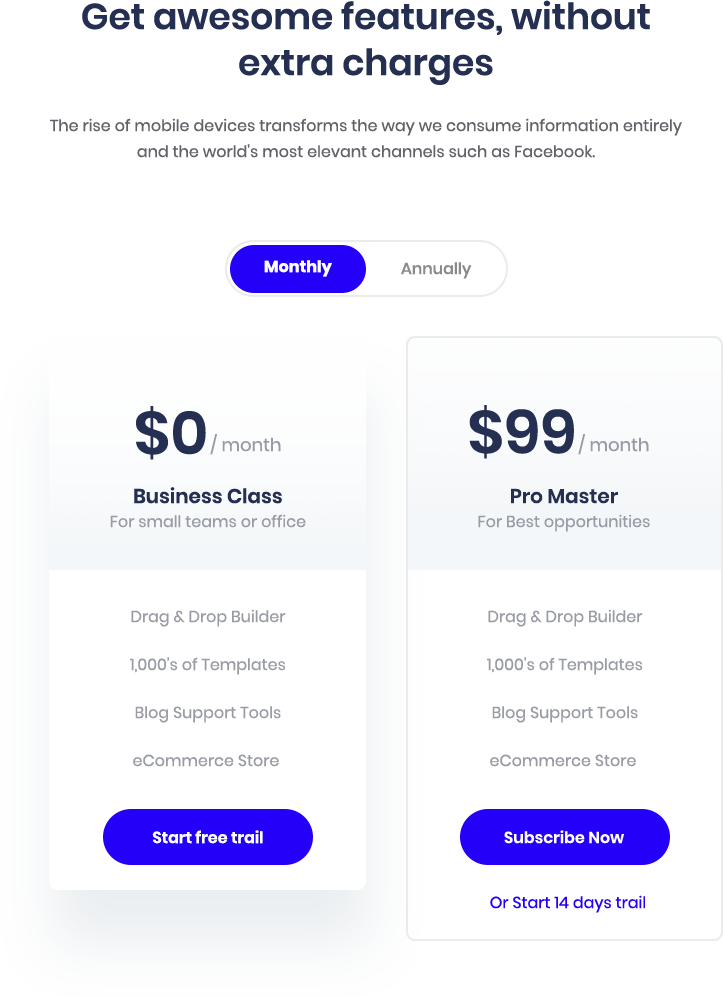 Get awesome features, without
extra charges
The rise of mobile devices transforms the way we consume information entirely
and the world's most elevant channels such as Facebook.
Monthly
Annually
$0 / month
Business Class
For small teams or office
Drag & Drop Builder
1,000's of Templates
Blog Support Tools
eCommerce Store
Start free trail
$99 / month
Pro Master
For Best opportunities
Drag & Drop Builder
1,000's of Templates
Blog Support Tools
eCommerce Store
Subscribe Now
Or Start 14 days trail